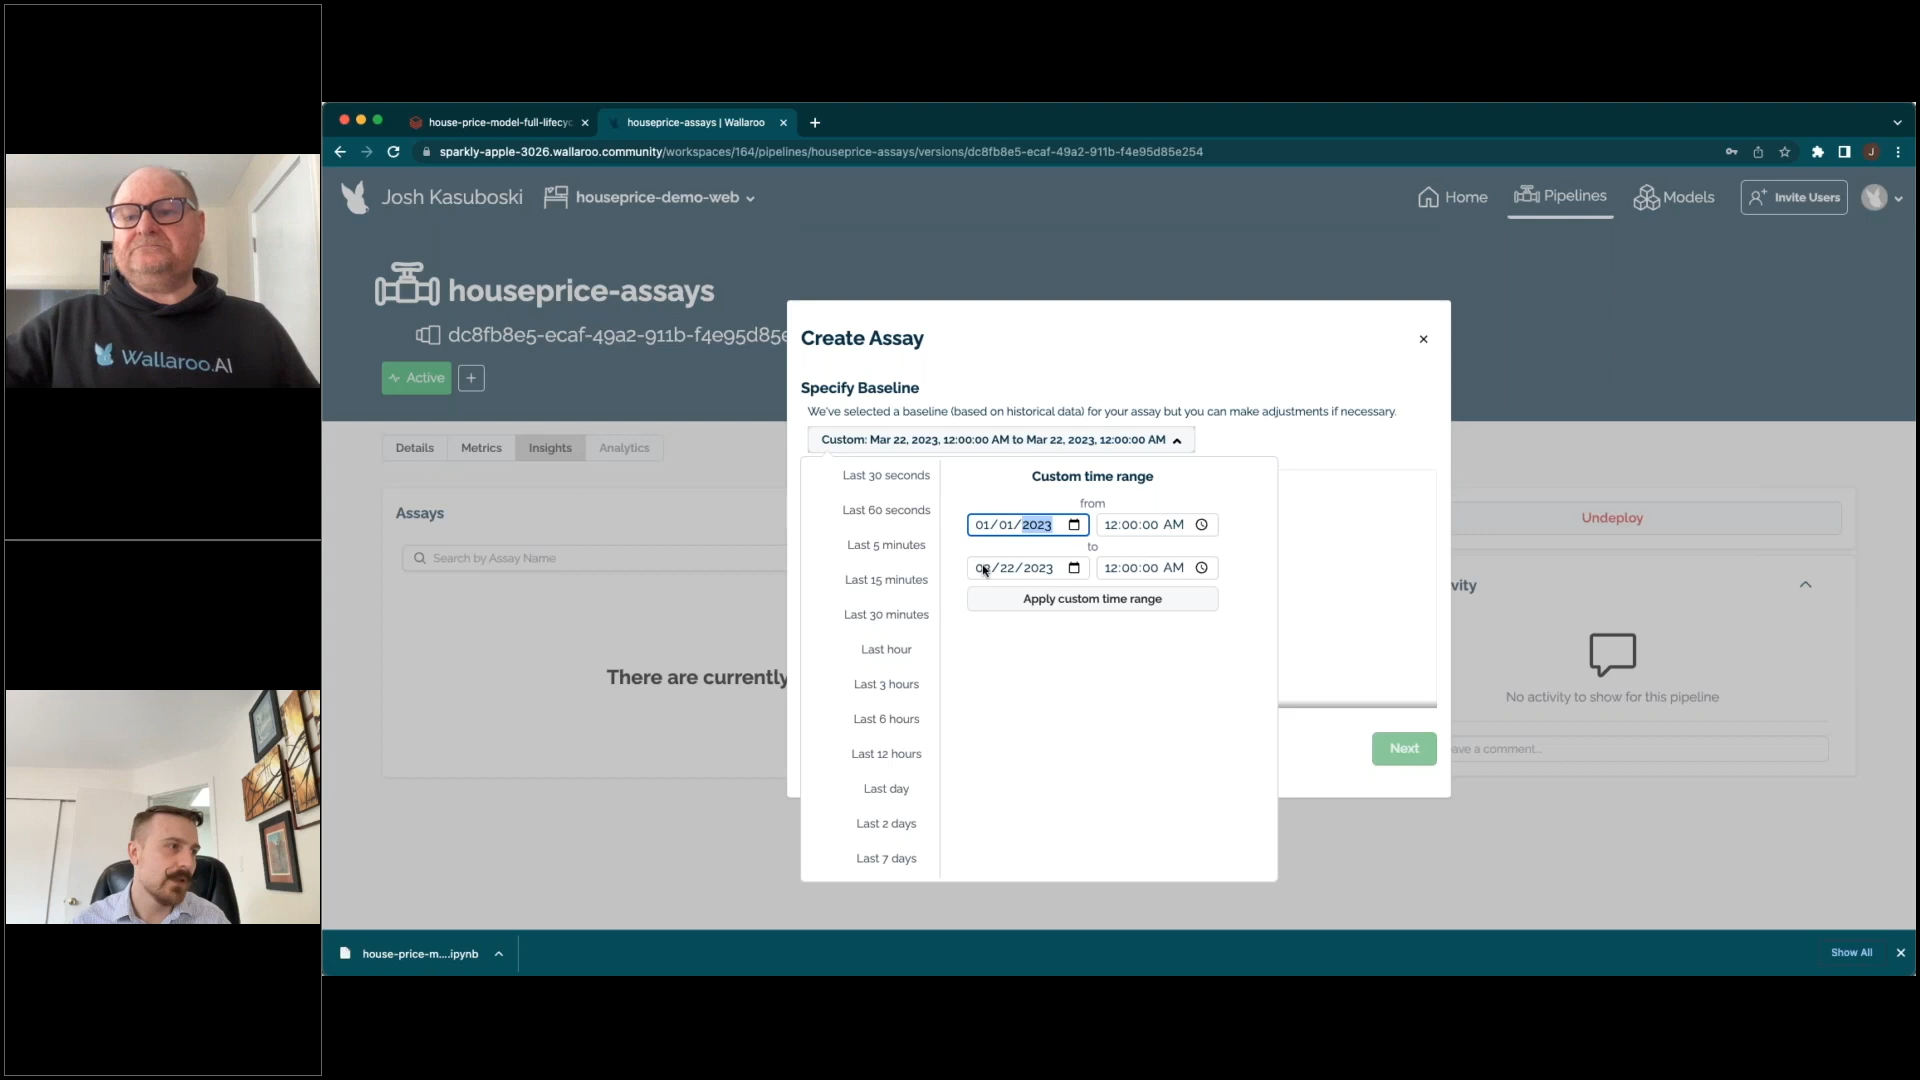 Wallaroo.AI
house-price-model-full-lifecyc
houseprice-assays | Wallaroo
sparkly-apple-3026.wallaroo.community/workspaces/164/pipelines/houseprice-assays/versions/dc8fb8e5-ecaf-49a2-911b-f4e95d85e254
J
Josh Kasuboski
houseprice-demo-web
Home
Pipelines
Models
Invite Users
houseprice-assays
dc8fb8e5-ecaf-49a2-911b-f4e95d85e
Active
+
Details
Metrics
Insights
Analytics
Assays
Search by Assay Name
There are currently
Create Assay
Specify Baseline
We've selected a baseline (based on historical data) for your assay but you can make adjustments if necessary.
Custom: Mar 22, 2023, 12:00:00 AM to Mar 22, 2023, 12:00:00 AM
Last 30 seconds
Last 60 seconds
Last 5 minutes
Last 15 minutes
Last 30 minutes
Last hour
Last 3 hours
Last 6 hours
Last 12 hours
Last day
Last 2 days
Last 7 days
Custom time range
from
01/01/2023
12:00:00 AM
to
03/22/2023
12:00:00 AM
Apply custom time range
Next
Undeploy
vity
No activity to show for this pipeline
ave a comment...
house-price-m....ipynb
Show All